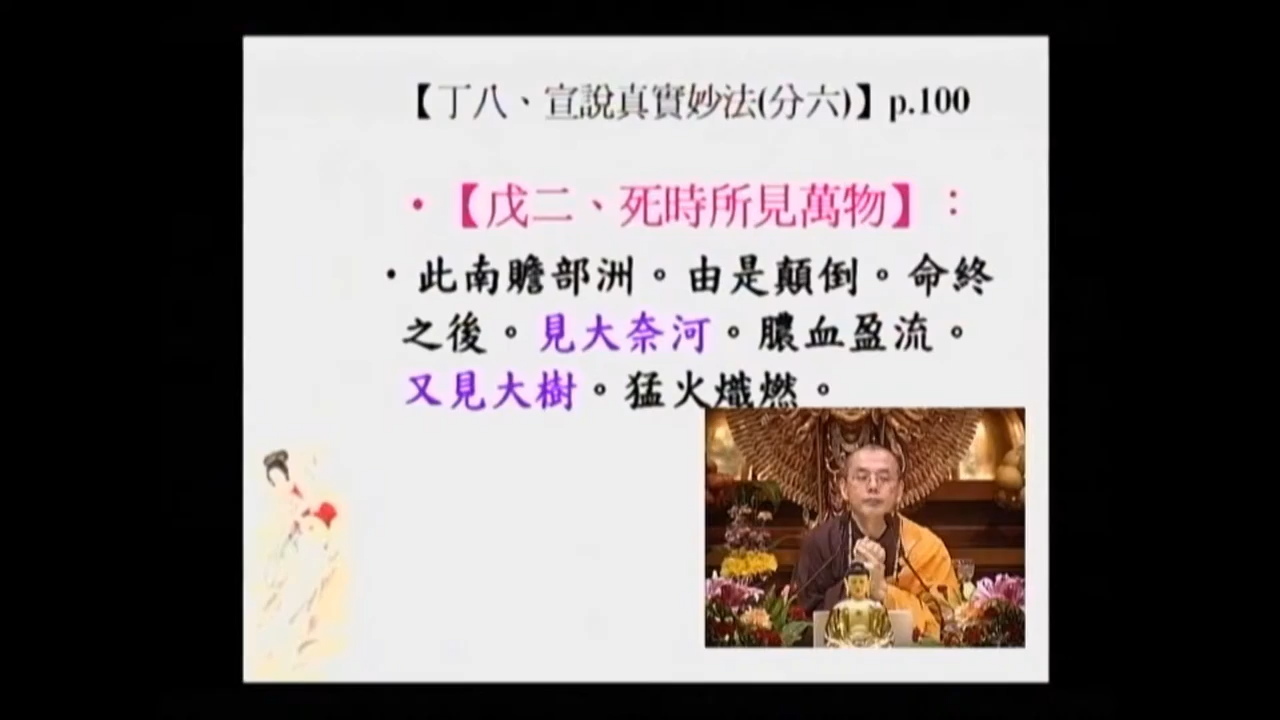 【丁八、宣說真實妙法(分六)】p.100
•【戊二、死時所見萬物】：
•此南贍部洲。由是顛倒。命終
之後。見大奈河。膿血盈流。
又見大樹。猛火熾燃。